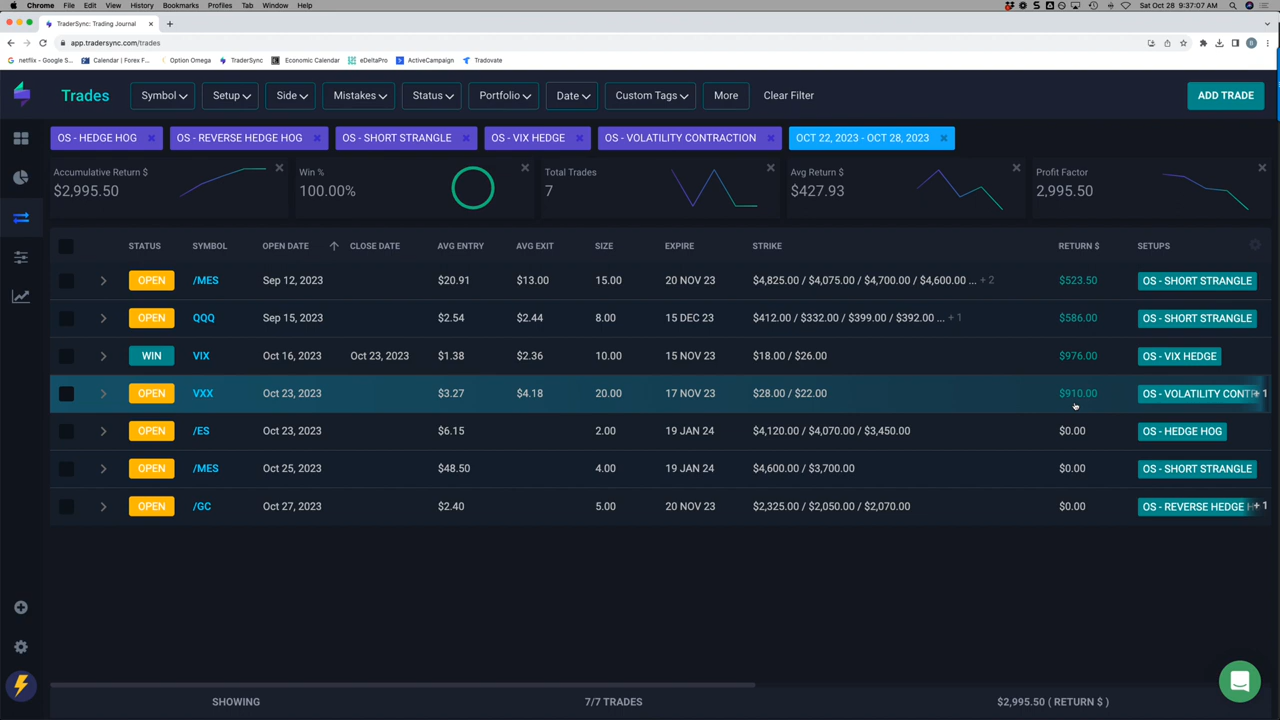 Chrome File Edit View History Bookmarks Profiles Tab Window Help Sat Oct 28 9:37:07 AM
TraderSync: Trading Journal
app.tradersync.com/trades
netflix - Google S... Calendar | Forex F... Option Omega TraderSync Economic Calendar eDeltaPro ActiveCampaign Tradovate
Trades Symbol Setup Side Mistakes Status Portfolio Date Custom Tags More Clear Filter ADD TRADE
OS - HEDGE HOG × OS - REVERSE HEDGE HOG × OS - SHORT STRANGLE × OS - VIX HEDGE × OS - VOLATILITY CONTRACTION × OCT 22, 2023 - OCT 28, 2023 ×
Accumulative Return $ Win % Total Trades Avg Return $ Profit Factor
$2,995.50 100.00% 7 $427.93 2,995.50
STATUS SYMBOL OPEN DATE CLOSE DATE AVG ENTRY AVG EXIT SIZE EXPIRE STRIKE RETURN $ SETUPS
OPEN /MES Sep 12, 2023 $20.91 $13.00 15.00 20 NOV 23 $4,825.00 / $4,075.00 / $4,700.00 / $4,600.00 ... + 2 $523.50 OS - SHORT STRANGLE
OPEN QQQ Sep 15, 2023 $2.54 $2.44 8.00 15 DEC 23 $412.00 / $332.00 / $399.00 / $392.00 ... + 1 $586.00 OS - SHORT STRANGLE
WIN VIX Oct 16, 2023 Oct 23, 2023 $1.38 $2.36 10.00 15 NOV 23 $18.00 / $26.00 $976.00 OS - VIX HEDGE
OPEN VXX Oct 23, 2023 $3.27 $4.18 20.00 17 NOV 23 $28.00 / $22.00 $910.00 OS - VOLATILITY CONTR + 1
OPEN /ES Oct 23, 2023 $6.15 2.00 19 JAN 24 $4,120.00 / $4,070.00 / $3,450.00 $0.00 OS - HEDGE HOG
OPEN /MES Oct 25, 2023 $48.50 4.00 19 JAN 24 $4,600.00 / $3,700.00 $0.00 OS - SHORT STRANGLE
OPEN /GC Oct 27, 2023 $2.40 5.00 20 NOV 23 $2,325.00 / $2,050.00 / $2,070.00 $0.00 OS - REVERSE HEDGE H + 1
SHOWING 7/7 TRADES $2,995.50 ( RETURN $ )